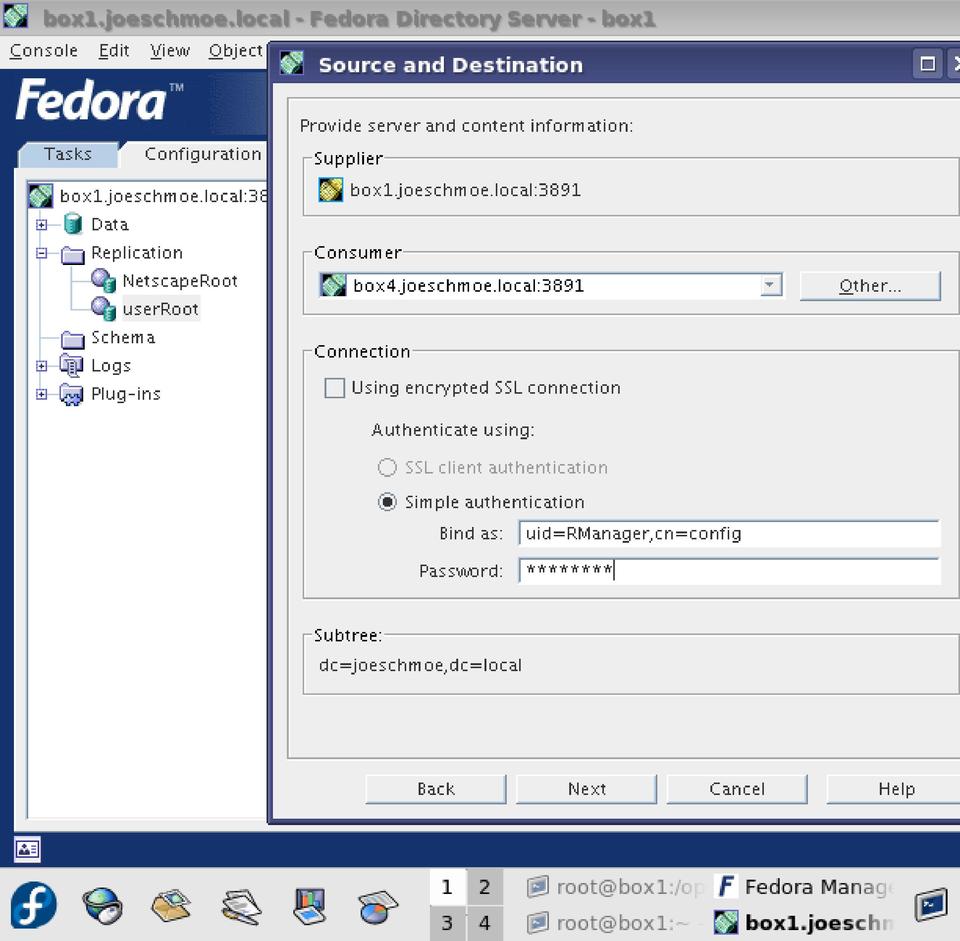 box1.joeschmoe.local - Fedora Directory Server - box1
Console Edit View Object
Source and Destination
Fedora™
Tasks Configuration
box1.joeschmoe.local:38
Data
Replication
NetscapeRoot
userRoot
Schema
Logs
Plug-ins
Provide server and content information:
Supplier
box1.joeschmoe.local:3891
Consumer
box4.joeschmoe.local:3891 Other...
Connection
Using encrypted SSL connection
Authenticate using:
SSL client authentication
Simple authentication
Bind as: uid=RManager,cn=config
Password: ********
Subtree:
dc=joeschmoe,dc=local
Back Next Cancel Help
1 2 root@box1:/op Fedora Manag
3 4 root@box1:~ box1.joesch